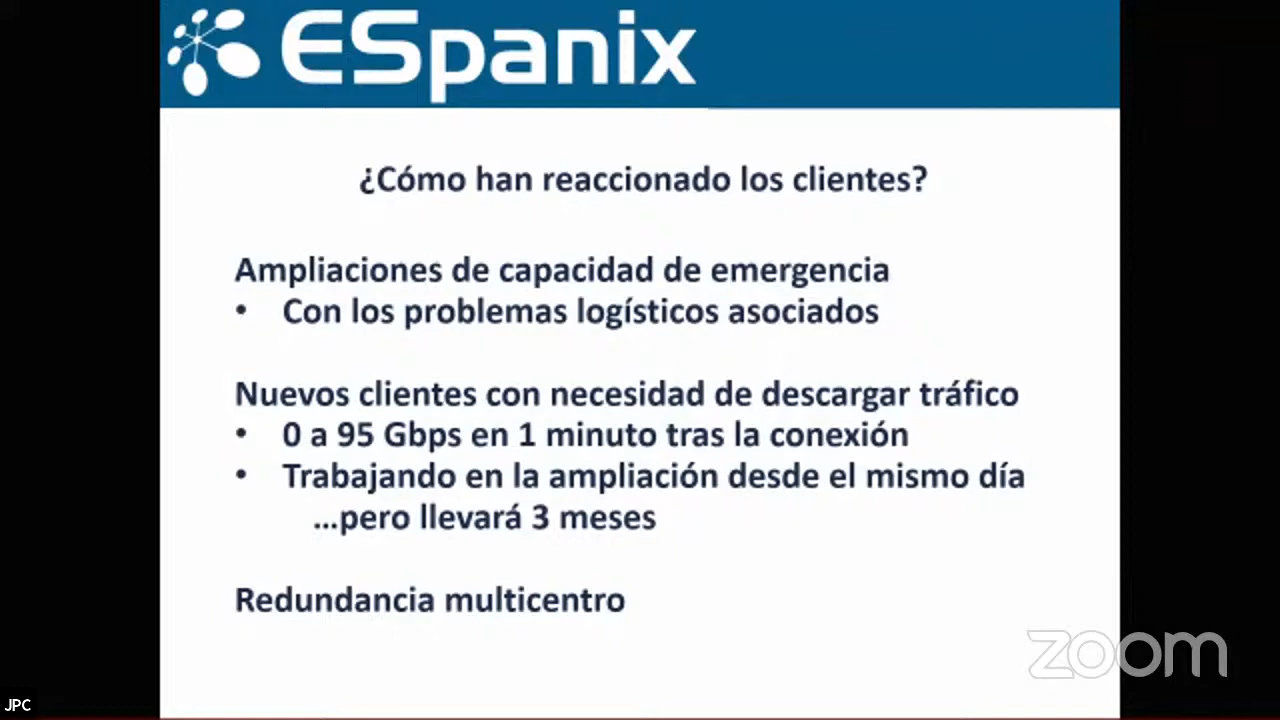 ESpanix
¿Cómo han reaccionado los clientes?
Ampliaciones de capacidad de emergencia
• Con los problemas logísticos asociados
Nuevos clientes con necesidad de descargar tráfico
• 0 a 95 Gbps en 1 minuto tras la conexión
• Trabajando en la ampliación desde el mismo día
...pero llevará 3 meses
Redundancia multicentro
zoom
JPC